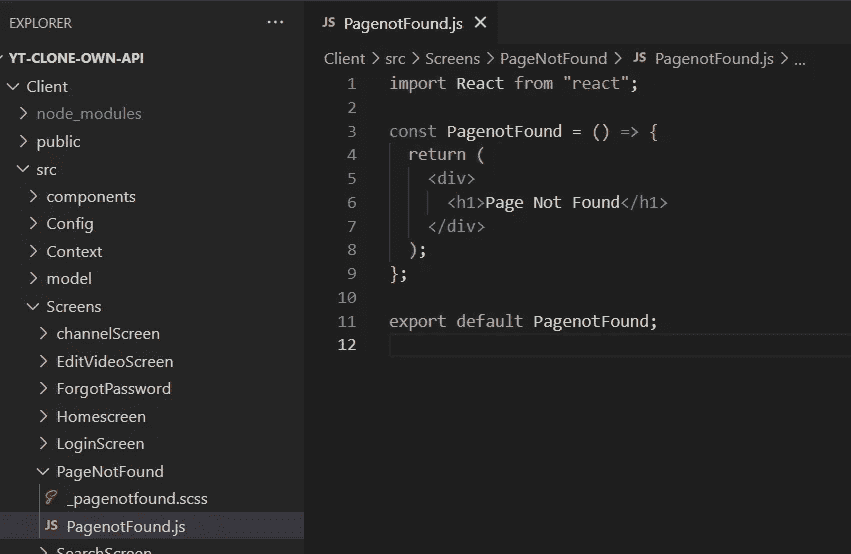 EXPLORER ...
YT-CLONE-OWN-API
Client
node_modules
public
src
components
Config
Context
model
Screens
channelScreen
EditVideoScreen
ForgotPassword
Homescreen
LoginScreen
PageNotFound
_pagenotfound.scss
JS PagenotFound.js
SearchScreen
JS PagenotFound.js ×
Client > src > Screens > PageNotFound > JS PagenotFound.js > ...
1 import React from "react";
2
3 const PagenotFound = () => {
4 return (
5 <div>
6 <h1>Page Not Found</h1>
7 </div>
8 );
9 };
10
11 export default PagenotFound;
12